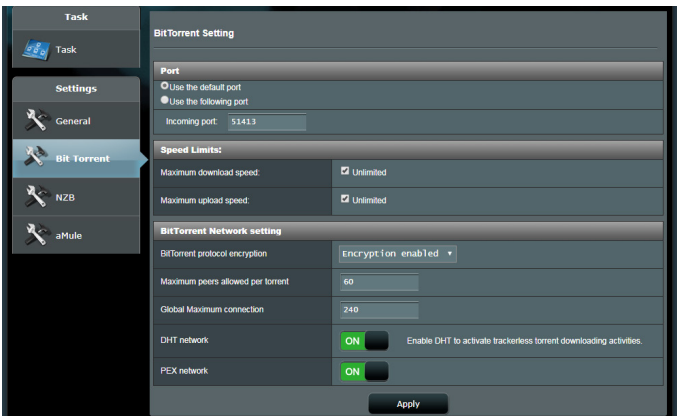 Task
Task
Settings
General
Bit Torrent
NZB
aMule
BitTorrent Setting
Port
Use the default port
Use the following port
Incoming port: 51413
Speed Limits:
Maximum download speed: Unlimited
Maximum upload speed: Unlimited
BitTorrent Network setting
BitTorrent protocol encryption Encryption enabled
Maximum peers allowed per torrent 60
Global Maximum connection 240
DHT network ON Enable DHT to activate trackerless torrent downloading activities.
PEX network ON
Apply